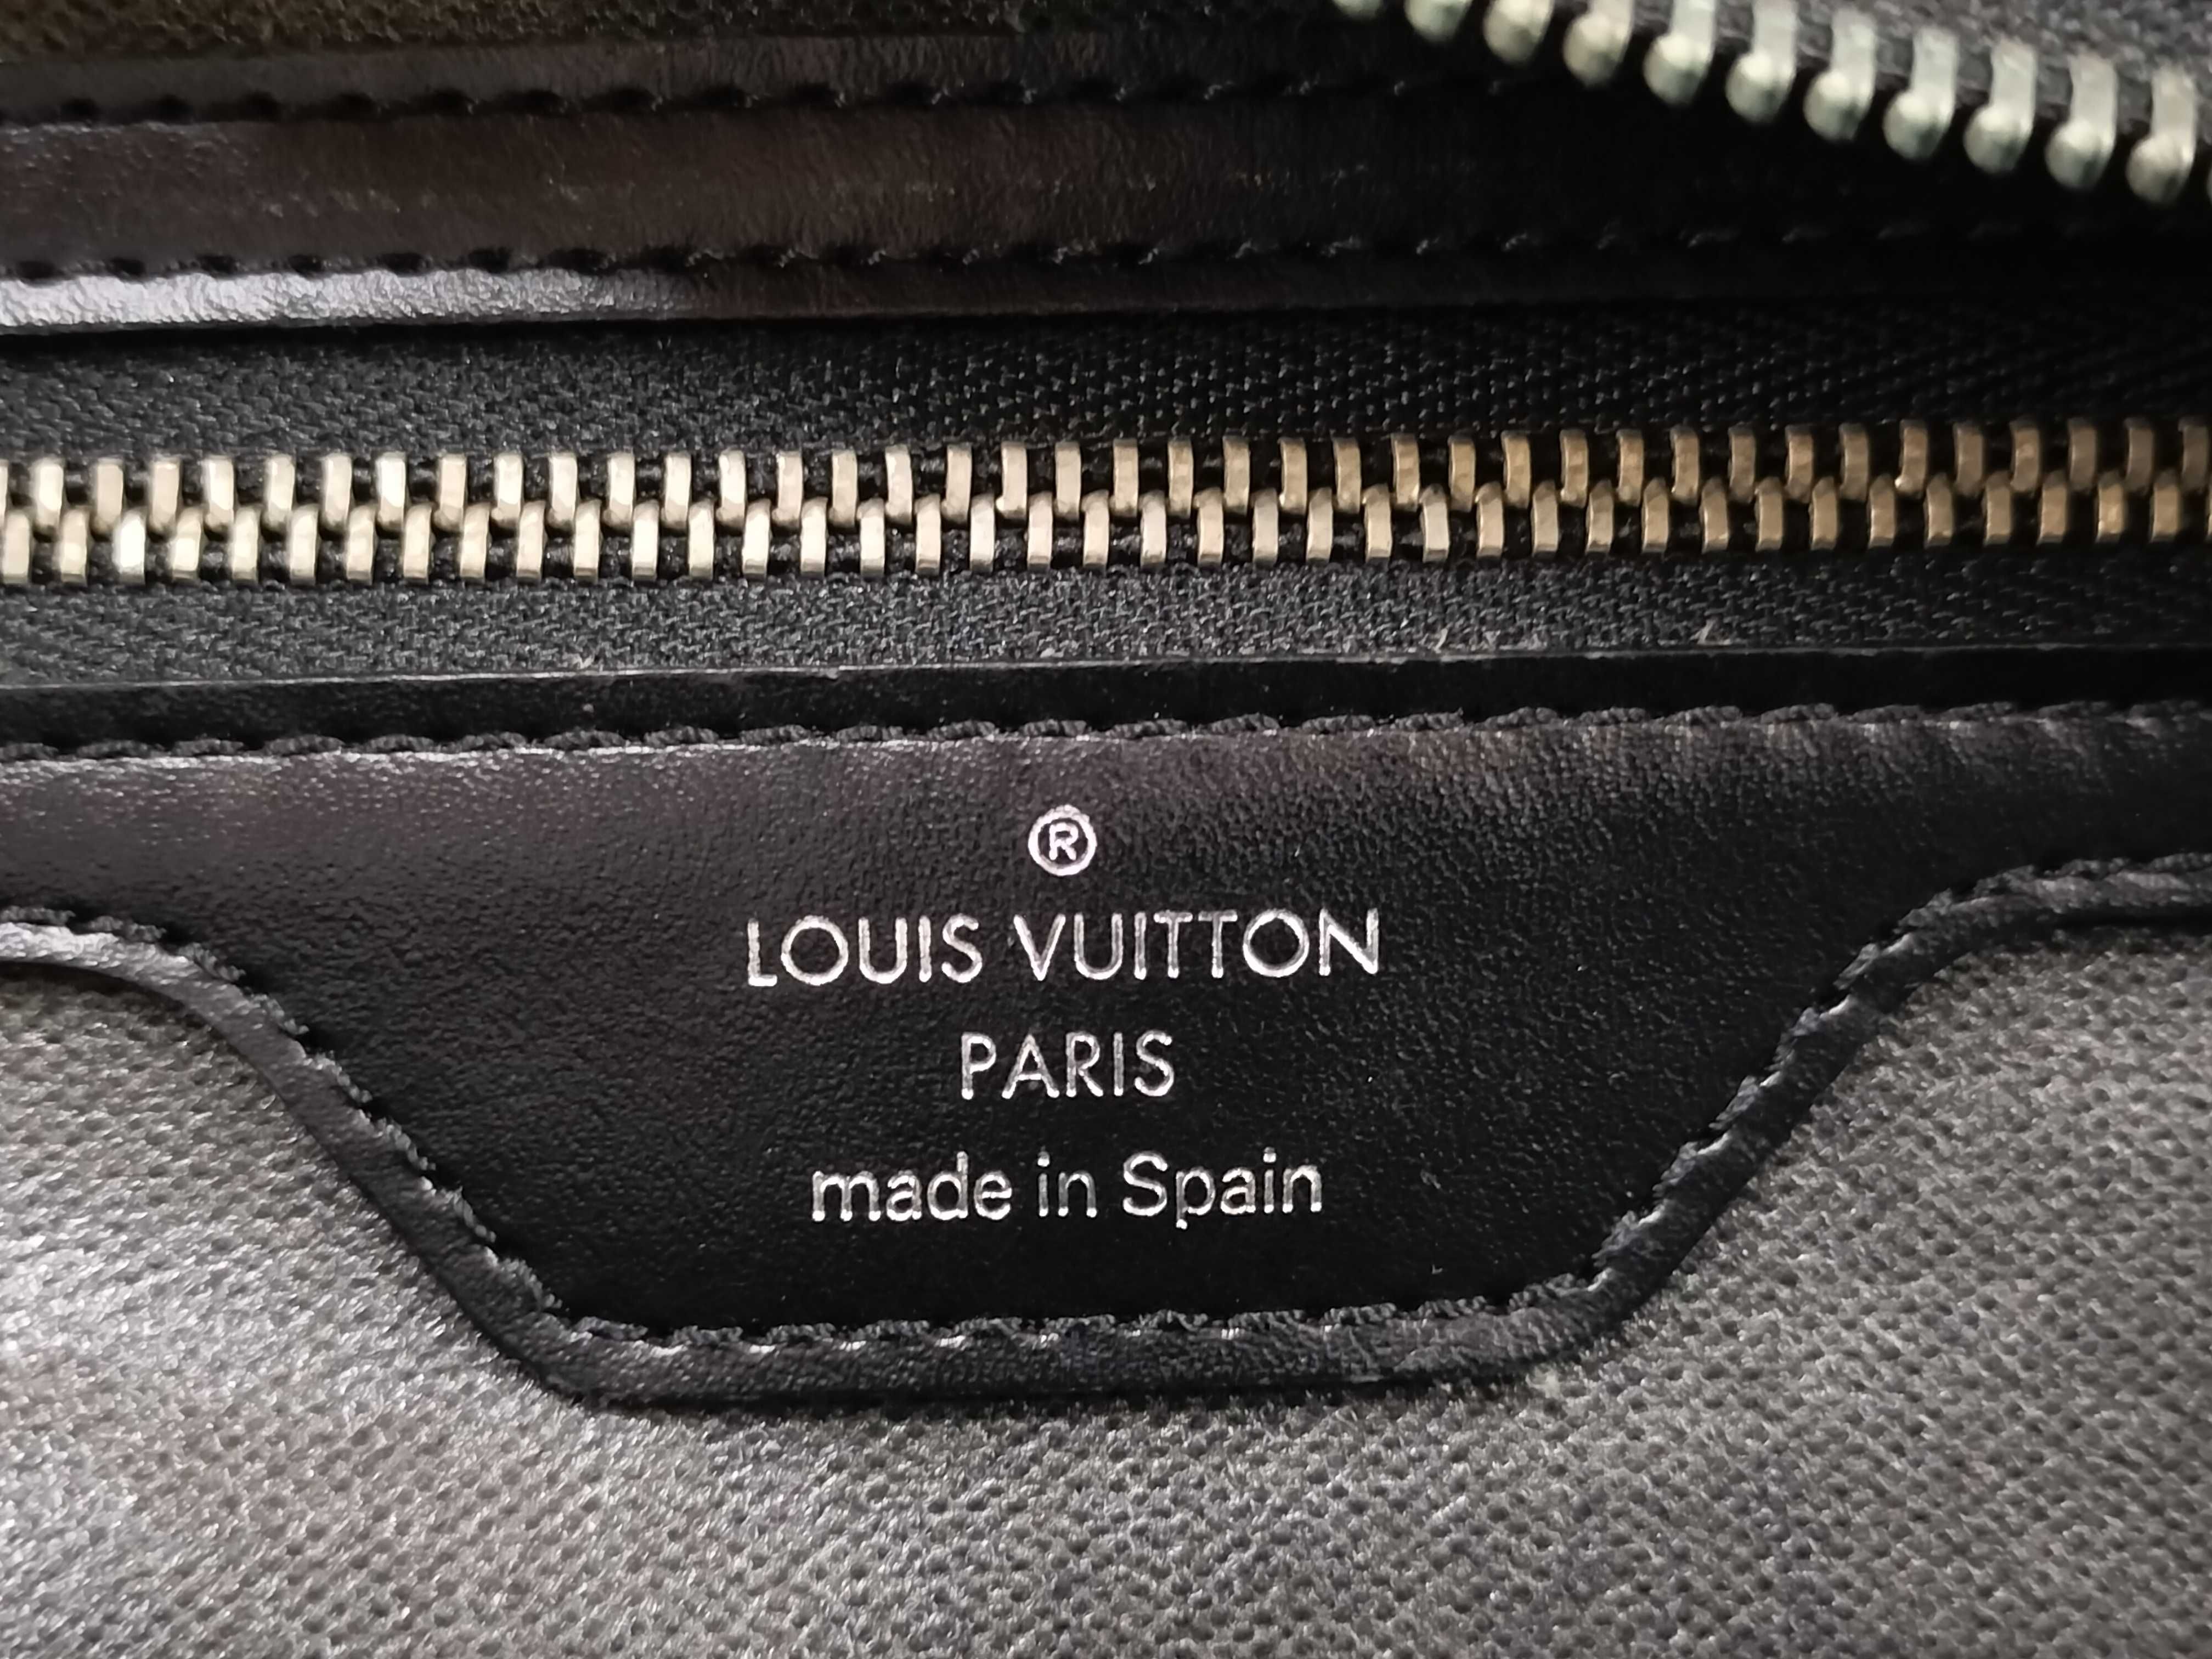 ®
LOUIS VUITTON
PARIS
made in Spain